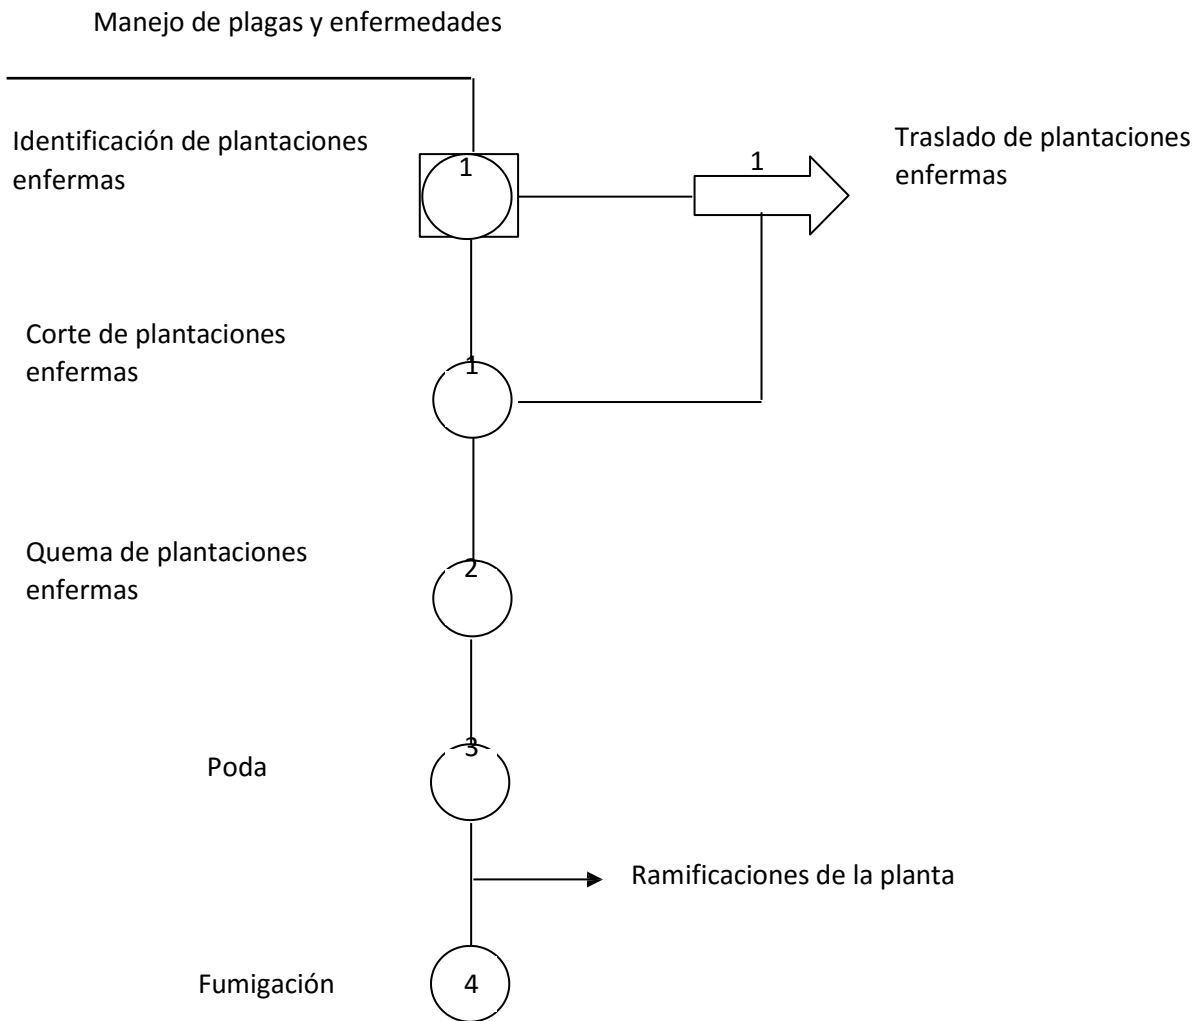 Manejo de plagas y enfermedades
Identificación de plantaciones
enfermas
1
1
Traslado de plantaciones
enfermas
Corte de plantaciones
enfermas
1
Quema de plantaciones
enfermas
2
Poda
3
Ramificaciones de la planta
Fumigación
4